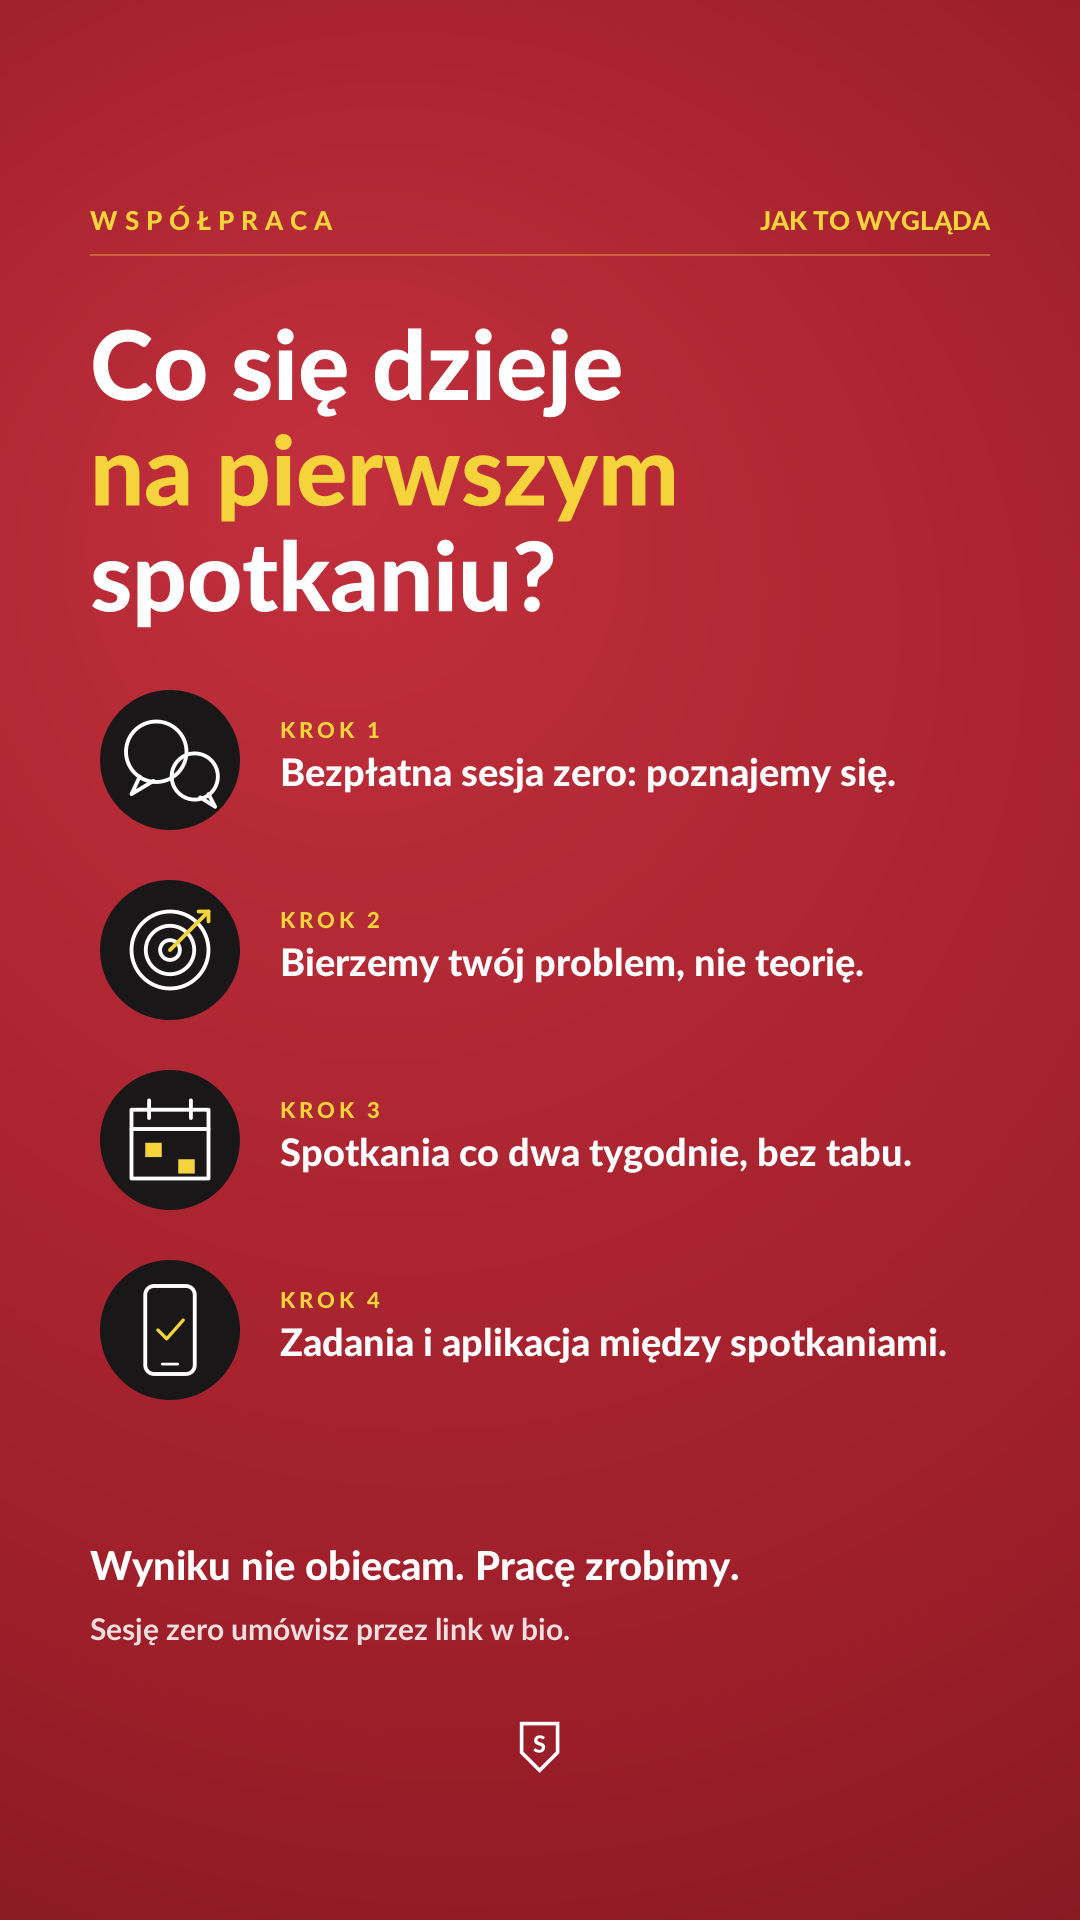 WSPÓŁPRACA
JAK TO WYGLĄDA
Co się dzieje
na pierwszym
spotkaniu?
KROK 1
Bezpłatna sesja zero: poznajemy się.
KROK 2
Bierzemy twój problem, nie teorię.
KROK 3
Spotkania co dwa tygodnie, bez tabu.
KROK 4
Zadania i aplikacja między spotkaniami.
Wyniku nie obiecam. Pracę zrobimy.
Sesję zero umówisz przez link w bio.
S